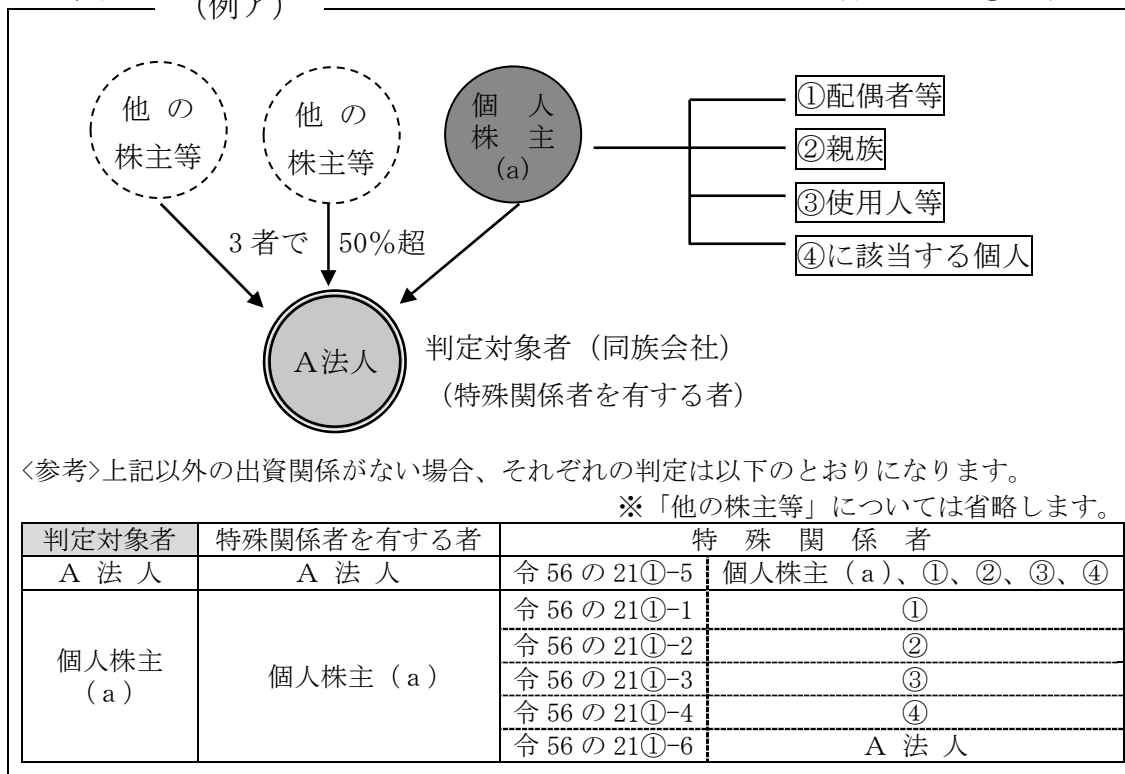 (例ア)
他 の
株主等
他 の
株主等
個 人
株 主
(a)
①配偶者等
②親族
③使用人等
④に該当する個人
3者で 50%超
A法人
判定対象者(同族会社)
(特殊関係者を有する者)
<参考>上記以外の出資関係がない場合、それぞれの判定は以下のとおりになります。
※「他の株主等」については省略します。
判定対象者 特殊関係者を有する者 特 殊 関 係 者
A 法 人 A 法 人 令56の21①-5 個人株主(a)、①、②、③、④
個人株主
(a) 個人株主(a) 令56の21①-1 ①
令56の21①-2 ②
令56の21①-3 ③
令56の21①-4 ④
令56の21①-6 A 法 人